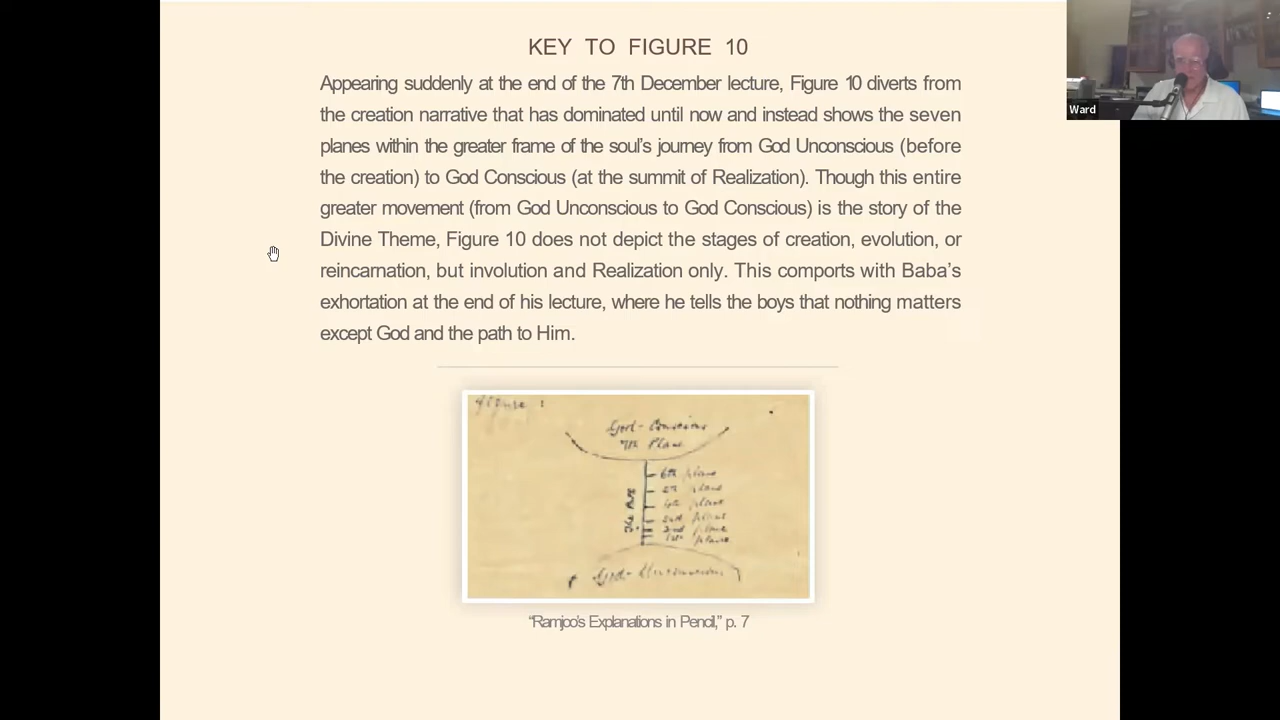 KEY TO FIGURE 10
Appearing suddenly at the end of the 7th December lecture, Figure 10 diverts from
the creation narrative that has dominated until now and instead shows the seven
planes within the greater frame of the soul's journey from God Unconscious (before
the creation) to God Conscious (at the summit of Realization). Though this entire
greater movement (from God Unconscious to God Conscious) is the story of the
Divine Theme, Figure 10 does not depict the stages of creation, evolution, or
reincarnation, but involution and Realization only. This comports with Baba's
exhortation at the end of his lecture, where he tells the boys that nothing matters
except God and the path to Him.
Ward
figure :
God-Conscious
7th Plane
6th plane
5th plane
4th plane
3rd plane
2nd plane
1st plane
God-Unconscious
"Ramjoo's Explanations in Pencil," p. 7